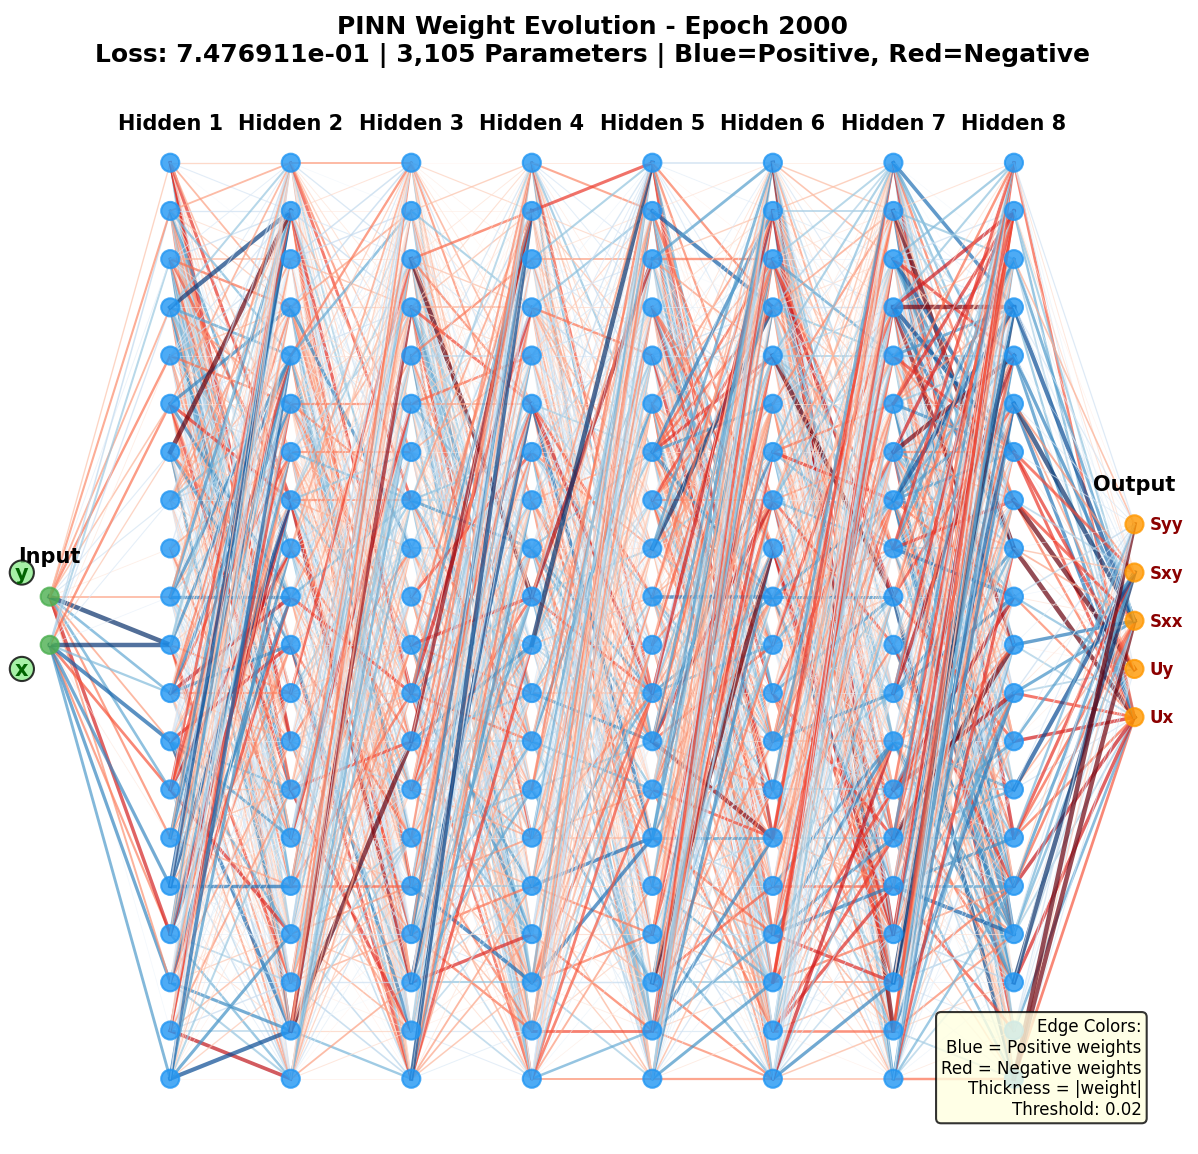 PINN Weight Evolution - Epoch 2000
Loss: 7.476911e-01 | 3,105 Parameters | Blue=Positive, Red=Negative
Hidden 1 Hidden 2 Hidden 3 Hidden 4 Hidden 5 Hidden 6 Hidden 7 Hidden 8
Output
Syy
Input
y
Sxy
Sxx
x
Uy
Ux
Edge Colors:
Blue = Positive weights
Red = Negative weights
Thickness = |weight|
Threshold: 0.02